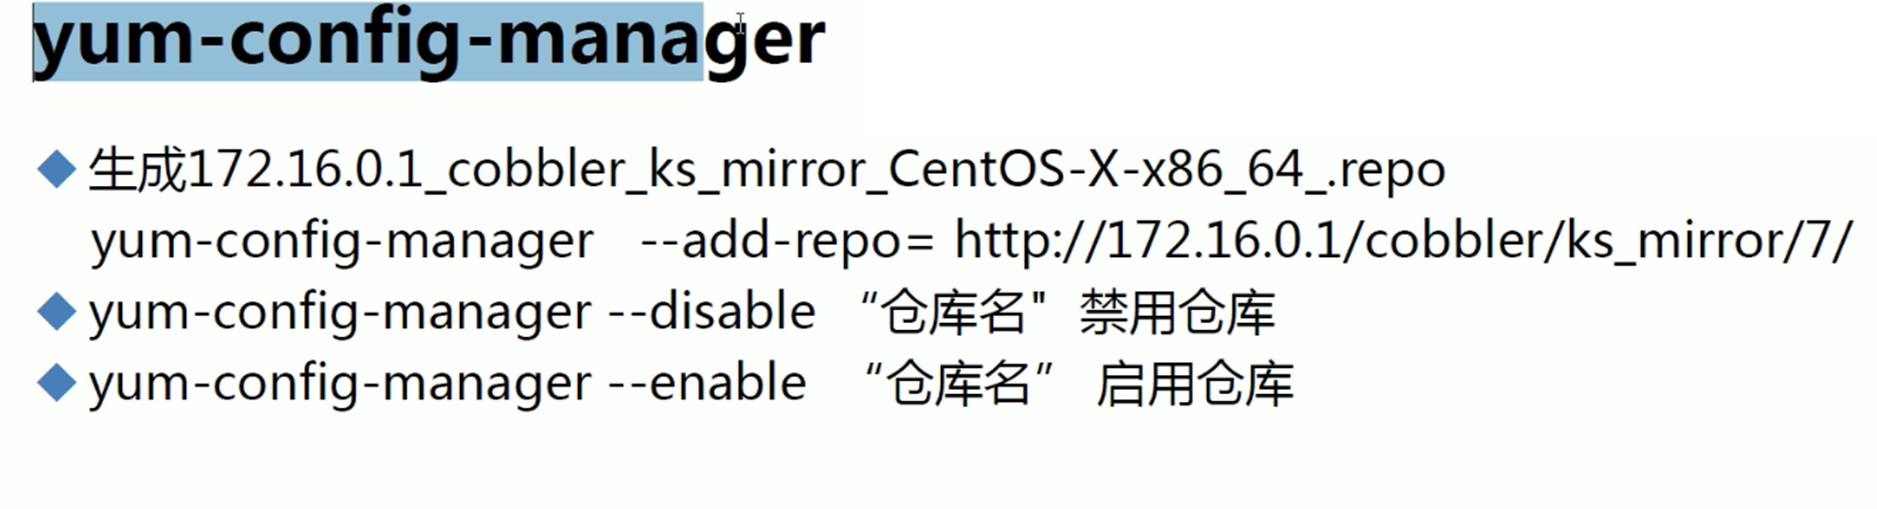 yum-config-manager
生成172.16.0.1_cobbler_ks_mirror_CentOS-X-x86_64_.repo
yum-config-manager --add-repo= http://172.16.0.1/cobbler/ks_mirror/7/
yum-config-manager --disable “仓库名" 禁用仓库
yum-config-manager --enable “仓库名” 启用仓库